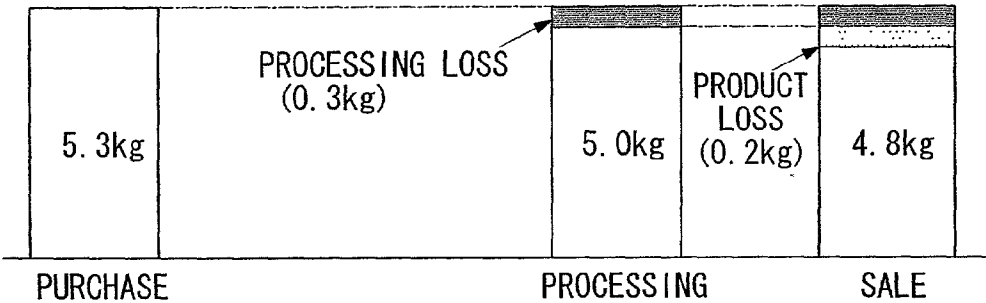 PROCESSING LOSS
(0.3kg)
PRODUCT
LOSS
(0.2kg)
5.3kg
5.0kg
4.8kg
PURCHASE
PROCESSING
SALE